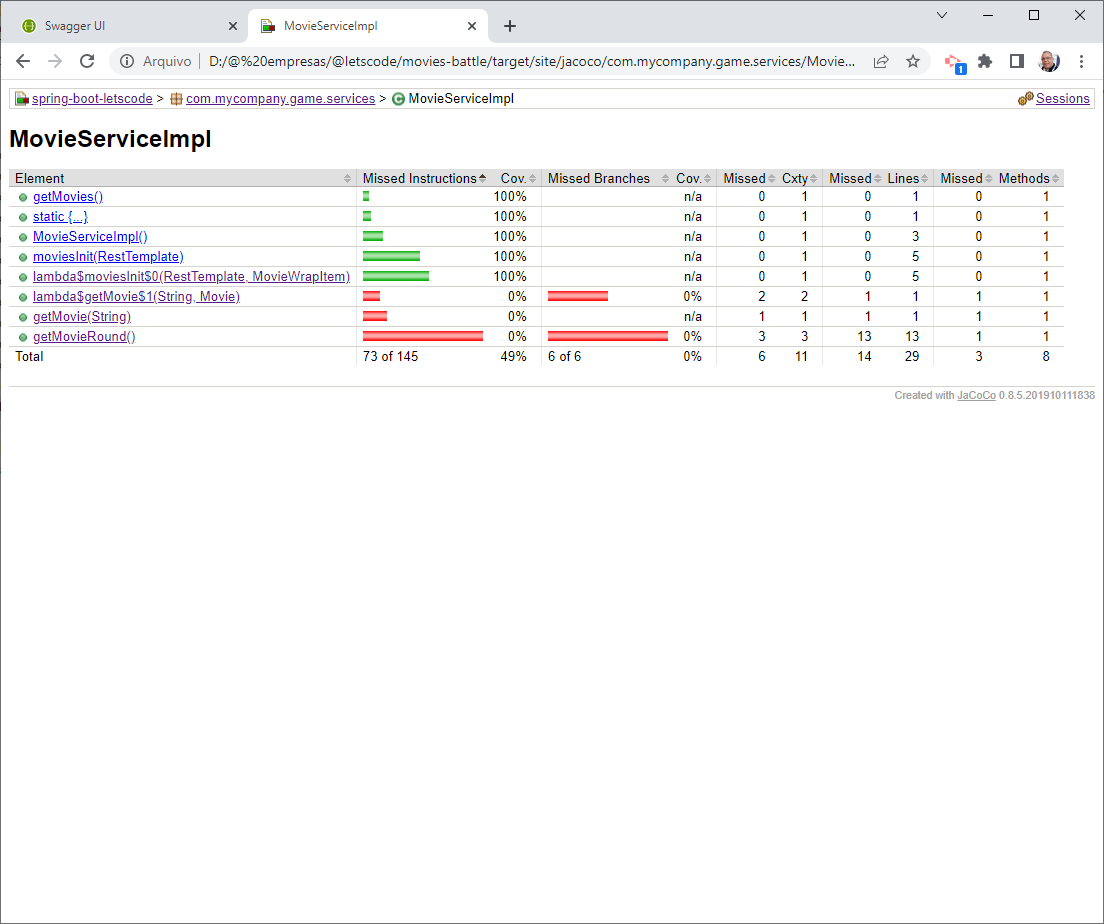 Swagger UI
MovieServiceImpl
Arquivo D:/@%20empresas/@letscode/movies-battle/target/site/jacoco/com.mycompany.game.services/Movie...
1
spring-boot-letscode > com.mycompany.game.services > MovieServiceImpl Sessions
MovieServiceImpl
Element Missed Instructions Cov. Missed Branches Cov. Missed Cxty Missed Lines Missed Methods
getMovies() 100% n/a 0 1 0 1 0 1
static {...} 100% n/a 0 1 0 1 0 1
MovieServiceImpl() 100% n/a 0 1 0 3 0 1
moviesInit(RestTemplate) 100% n/a 0 1 0 5 0 1
lambda$moviesInit$0(RestTemplate, MovieWrapItem) 100% n/a 0 1 0 5 0 1
lambda$getMovie$1(String, Movie) 0% 0% 2 2 1 1 1 1
getMovie(String) 0% n/a 1 1 1 1 1 1
getMovieRound() 0% 0% 3 3 13 13 1 1
Total 73 of 145 49% 6 of 6 0% 6 11 14 29 3 8
Created with JaCoCo 0.8.5.201910111838